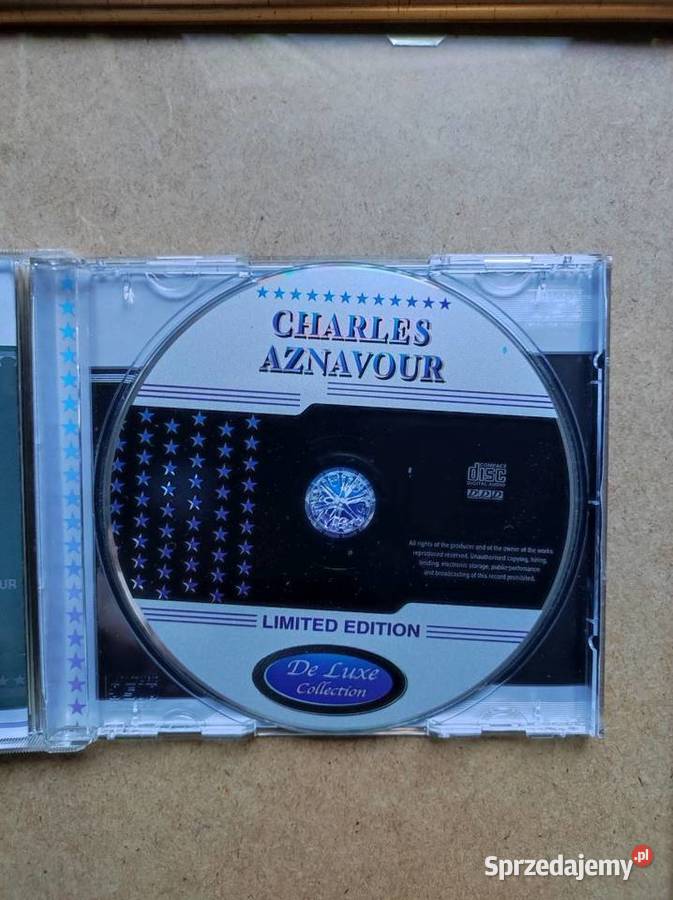 CHARLES
AZNAVOUR
COMPACT
disc
DIGITAL AUDIO
DDD
All rights of the producer and of the owner of the works
reproduced reserved. Unauthorised copying, hiring,
lending, electronic storage, public perfomance
and broadcasting of this record prohibited.
UR
LIMITED EDITION
De Luxe
Collection
Sprzedajemy.pl